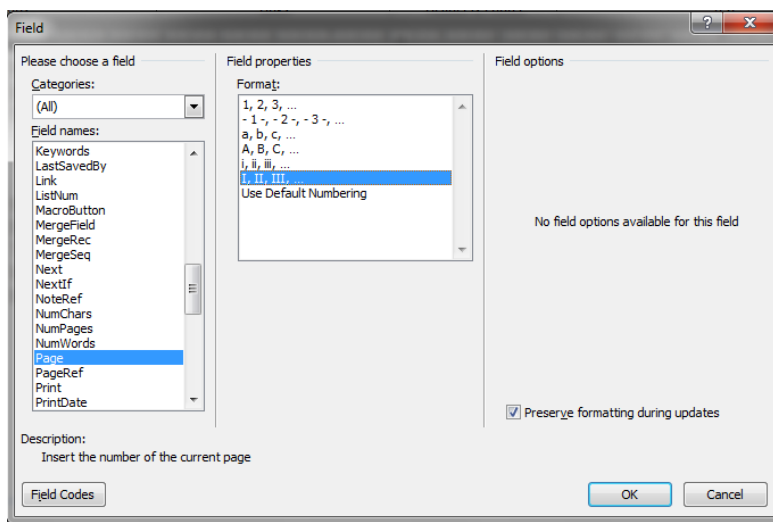 Field
Please choose a field
Categories:
(All)
Field names:
Keywords
LastSavedBy
Link
ListNum
MacroButton
MergeField
MergeRec
MergeSeq
Next
NextIf
NoteRef
NumChars
NumPages
NumWords
Page
PageRef
Print
PrintDate
Field properties
Format:
1, 2, 3, ...
- 1 -, - 2 -, - 3 -, ...
a, b, c, ...
A, B, C, ...
i, ii, iii, ...
I, II, III, ...
Use Default Numbering
Field options
No field options available for this field
Preserve formatting during updates
Description:
Insert the number of the current page
Field Codes
OK
Cancel